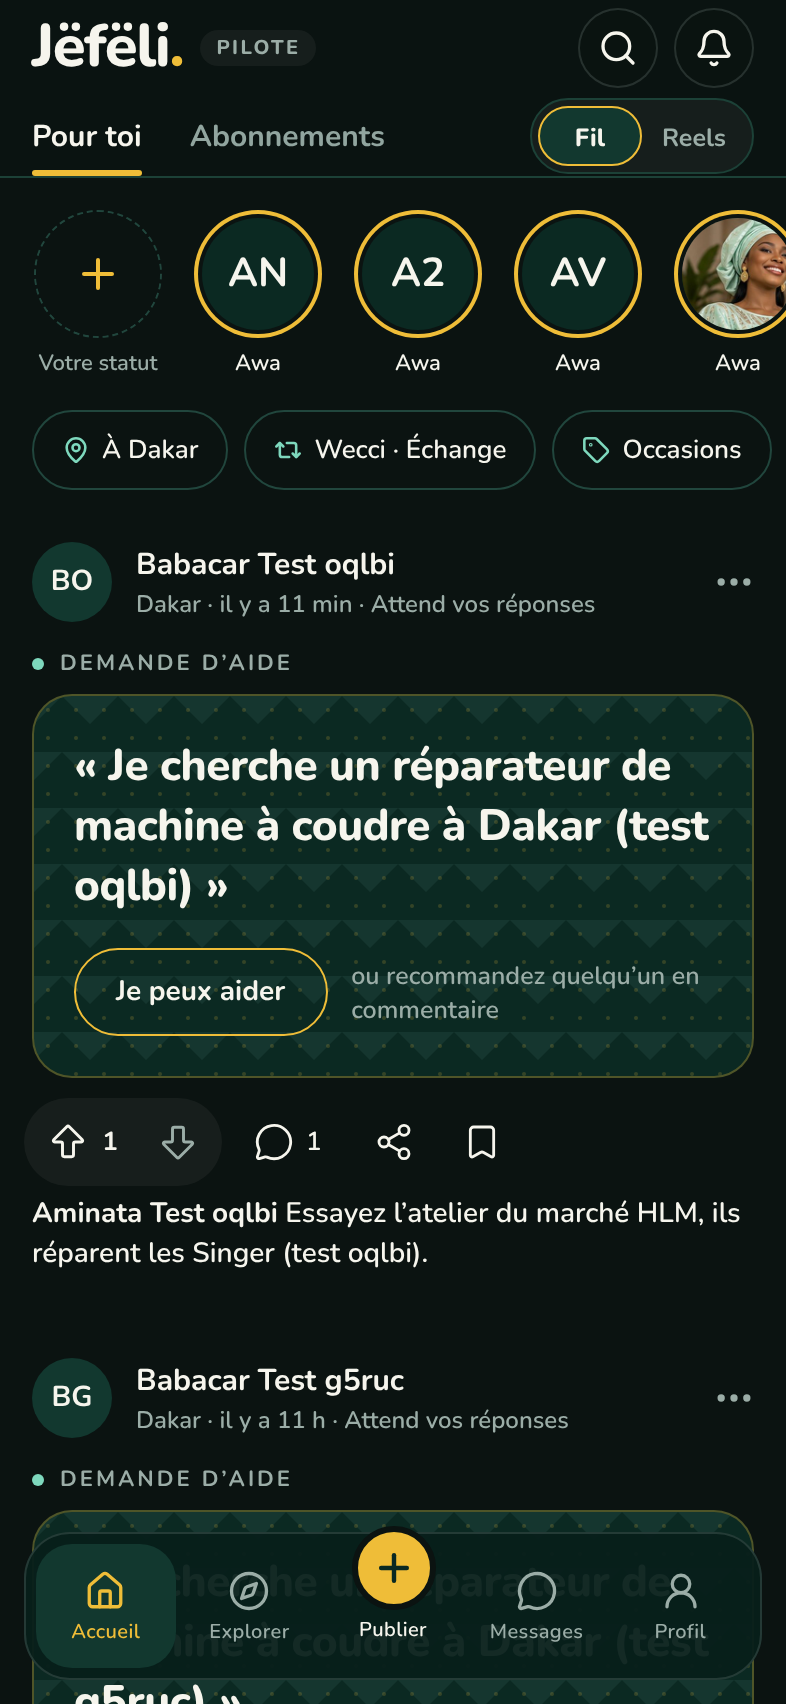 Jëfëli.
PILOTE
Pour toi
Abonnements
Fil
Reels
AN
A2
AV
Votre statut
Awa
Awa
Awa
Awa
À Dakar
Wecci · Échange
Occasions
BO
Babacar Test oqlbi
Dakar · il y a 11 min · Attend vos réponses
DEMANDE D’AIDE
« Je cherche un réparateur de
machine à coudre à Dakar (test
oqlbi) »
Je peux aider
ou recommandez quelqu’un en
commentaire
1
1
Aminata Test oqlbi Essayez l’atelier du marché HLM, ils
réparent les Singer (test oqlbi).
BG
Babacar Test g5ruc
Dakar · il y a 11 h · Attend vos réponses
DEMANDE D’AIDE
de
à Dakar (test
g5ruc) »
Accueil
Explorer
Publier
Messages
Profil